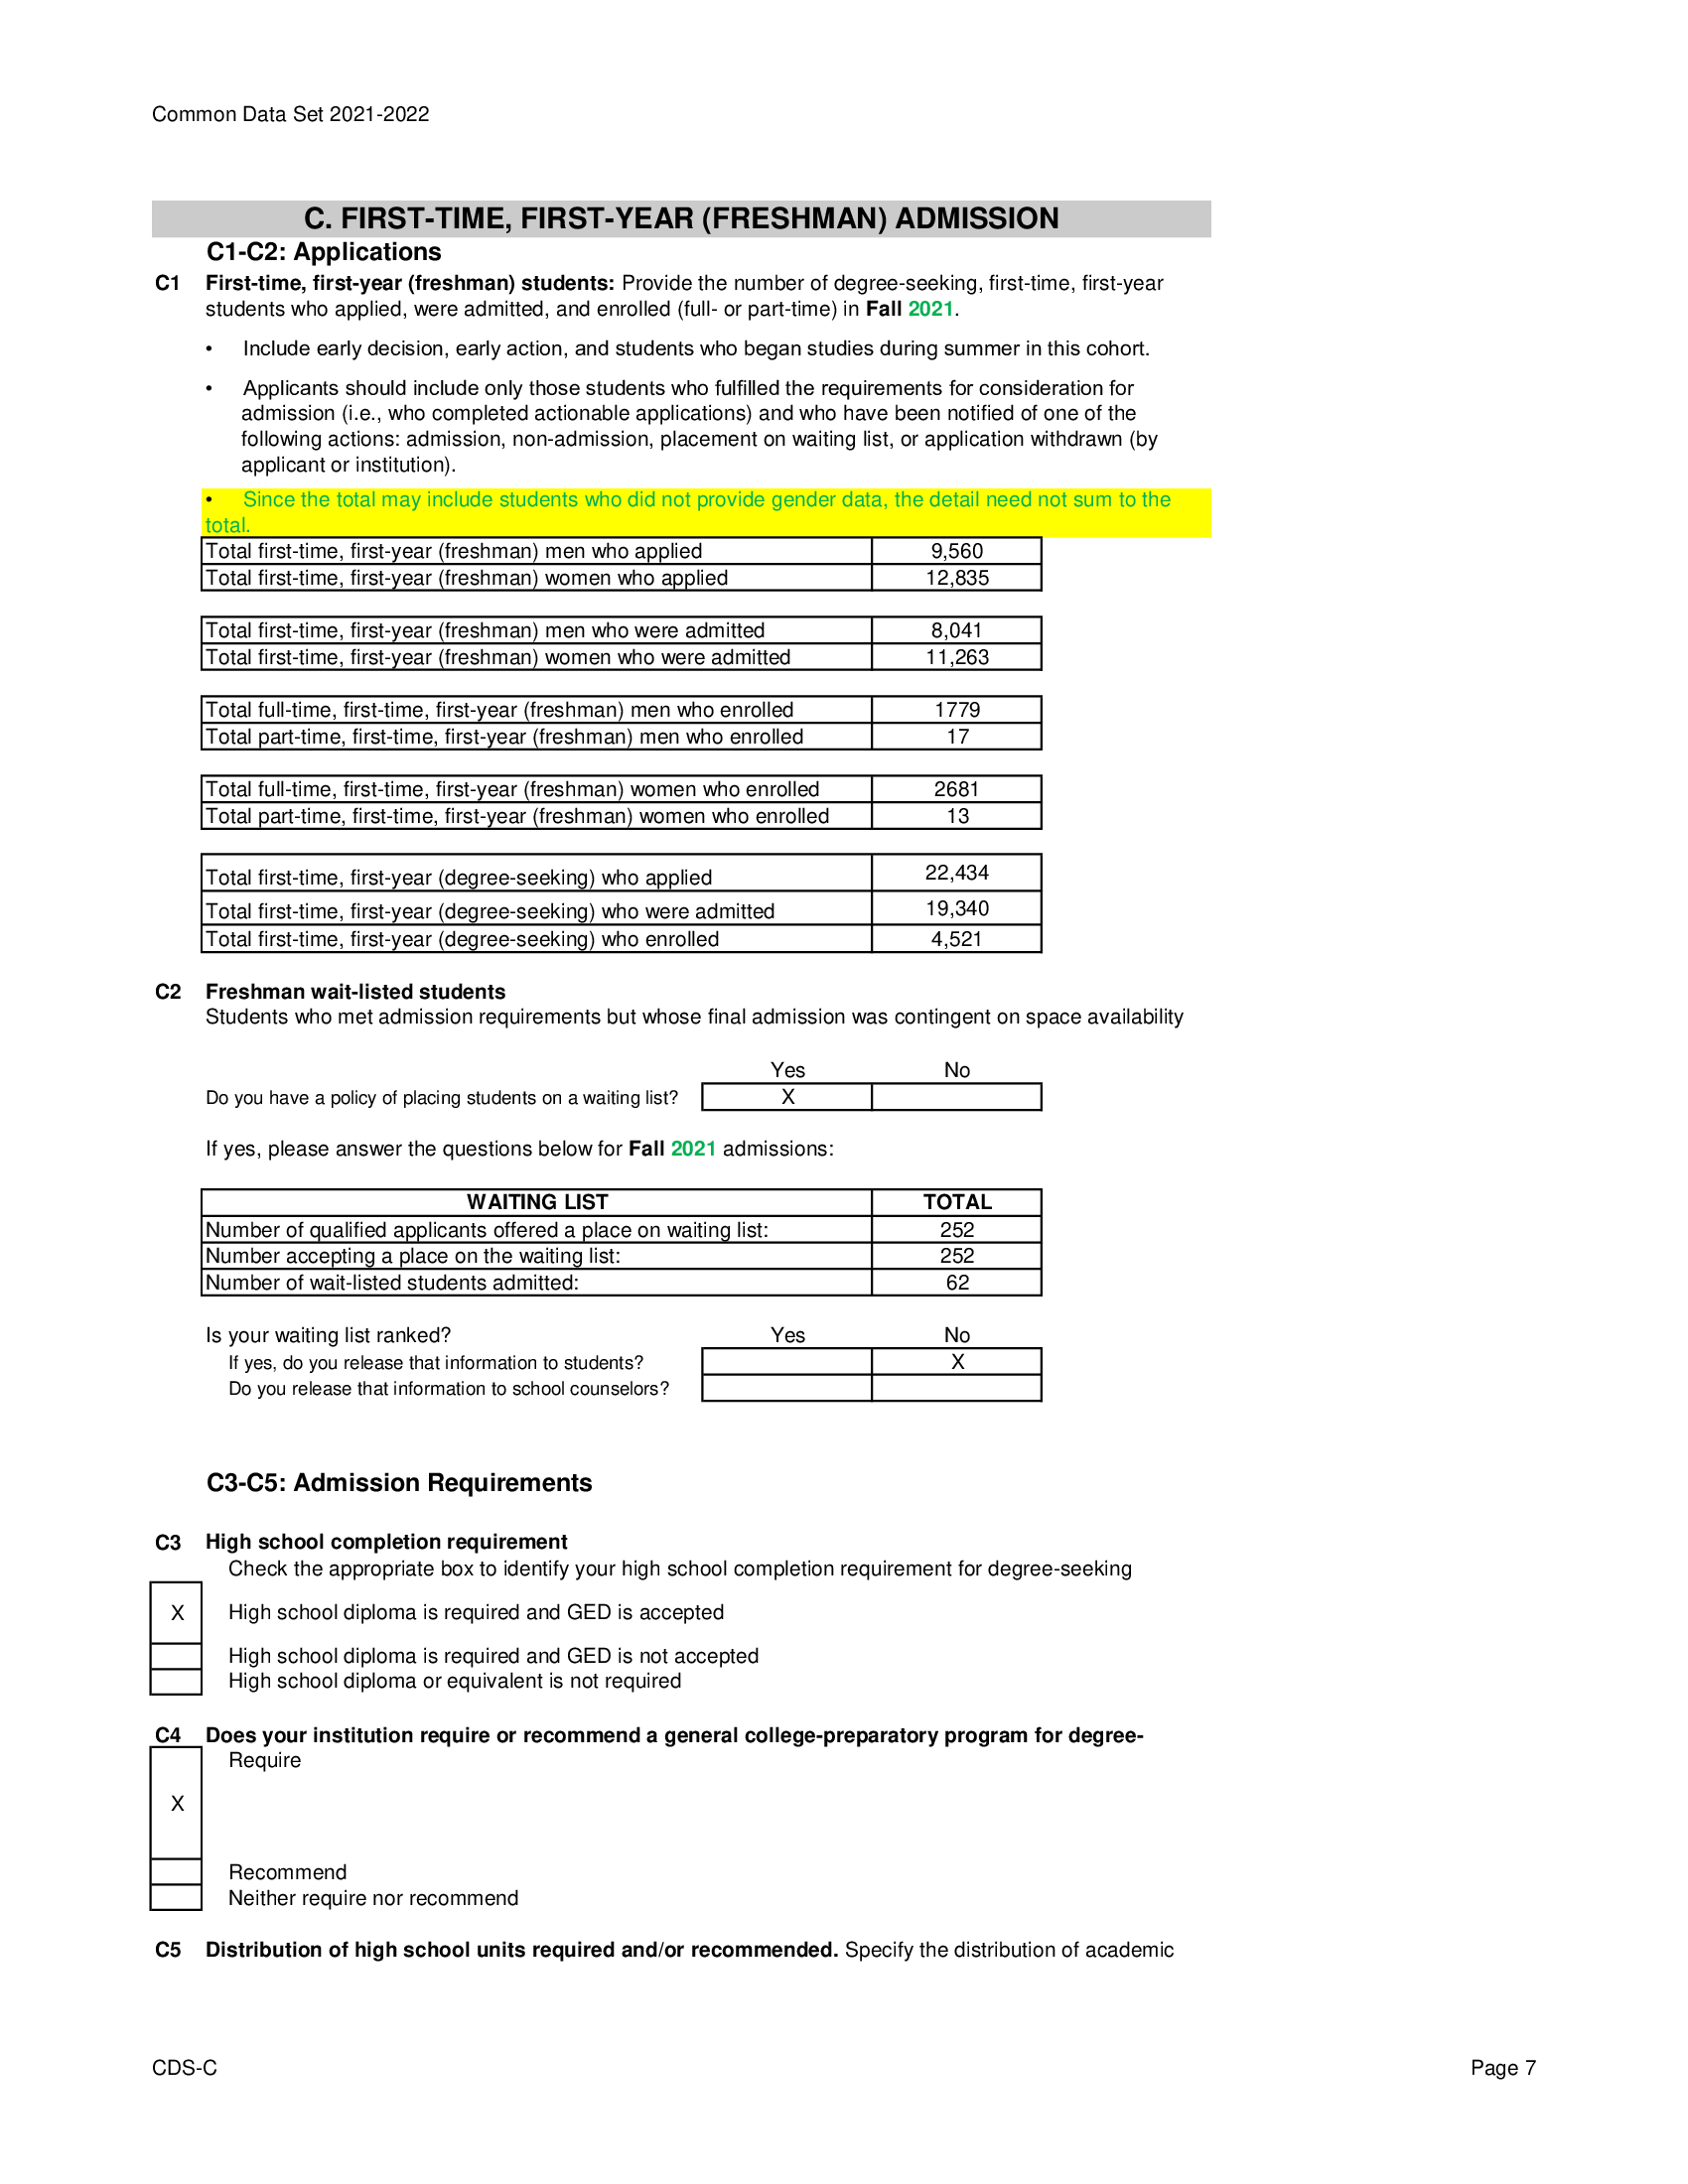 Common Data Set 2021-2022
C. FIRST-TIME, FIRST-YEAR (FRESHMAN) ADMISSION
C1-C2: Applications
C1 First-time, first-year (freshman) students: Provide the number of degree-seeking, first-time, first-year
students who applied, were admitted, and enrolled (full- or part-time) in Fall 2021.
• Include early decision, early action, and students who began studies during summer in this cohort.
• Applicants should include only those students who fulfilled the requirements for consideration for
admission (i.e., who completed actionable applications) and who have been notified of one of the
following actions: admission, non-admission, placement on waiting list, or application withdrawn (by
applicant or institution).
• Since the total may include students who did not provide gender data, the detail need not sum to the
total.
Total first-time, first-year (freshman) men who applied 9,560
Total first-time, first-year (freshman) women who applied 12,835
Total first-time, first-year (freshman) men who were admitted 8,041
Total first-time, first-year (freshman) women who were admitted 11,263
Total full-time, first-time, first-year (freshman) men who enrolled 1779
Total part-time, first-time, first-year (freshman) men who enrolled 17
Total full-time, first-time, first-year (freshman) women who enrolled 2681
Total part-time, first-time, first-year (freshman) women who enrolled 13
Total first-time, first-year (degree-seeking) who applied 22,434
Total first-time, first-year (degree-seeking) who were admitted 19,340
Total first-time, first-year (degree-seeking) who enrolled 4,521
C2 Freshman wait-listed students
Students who met admission requirements but whose final admission was contingent on space availability
Yes No
Do you have a policy of placing students on a waiting list? X
If yes, please answer the questions below for Fall 2021 admissions:
WAITING LIST TOTAL
Number of qualified applicants offered a place on waiting list: 252
Number accepting a place on the waiting list: 252
Number of wait-listed students admitted: 62
Is your waiting list ranked? Yes No
If yes, do you release that information to students? X
Do you release that information to school counselors?
C3-C5: Admission Requirements
C3 High school completion requirement
Check the appropriate box to identify your high school completion requirement for degree-seeking
X High school diploma is required and GED is accepted
High school diploma is required and GED is not accepted
High school diploma or equivalent is not required
C4 Does your institution require or recommend a general college-preparatory program for degree-
Require
X
Recommend
Neither require nor recommend
C5 Distribution of high school units required and/or recommended. Specify the distribution of academic
CDS-C Page 7